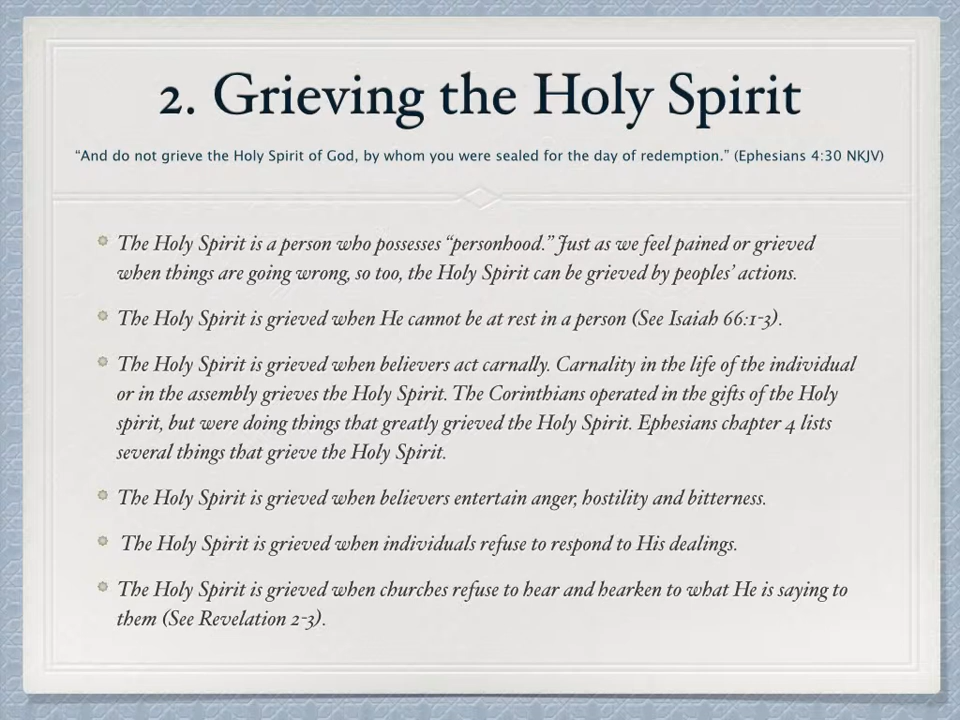 2. Grieving the Holy Spirit
“And do not grieve the Holy Spirit of God, by whom you were sealed for the day of redemption.” (Ephesians 4:30 NKJV)
The Holy Spirit is a person who possesses “personhood.” Just as we feel pained or grieved
when things are going wrong, so too, the Holy Spirit can be grieved by peoples’ actions.
The Holy Spirit is grieved when He cannot be at rest in a person (See Isaiah 66:1-3).
The Holy Spirit is grieved when believers act carnally. Carnality in the life of the individual
or in the assembly grieves the Holy Spirit. The Corinthians operated in the gifts of the Holy
spirit, but were doing things that greatly grieved the Holy Spirit. Ephesians chapter 4 lists
several things that grieve the Holy Spirit.
The Holy Spirit is grieved when believers entertain anger, hostility and bitterness.
The Holy Spirit is grieved when individuals refuse to respond to His dealings.
The Holy Spirit is grieved when churches refuse to hear and hearken to what He is saying to
them (See Revelation 2-3).